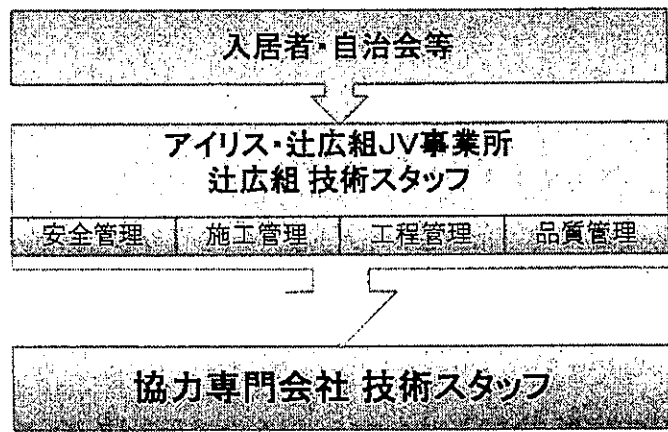 入居者・自治会等
アイリス・辻広組JV事業所
辻広組 技術スタッフ
安全管理 施工管理 工程管理 品質管理
協力専門会社 技術スタッフ